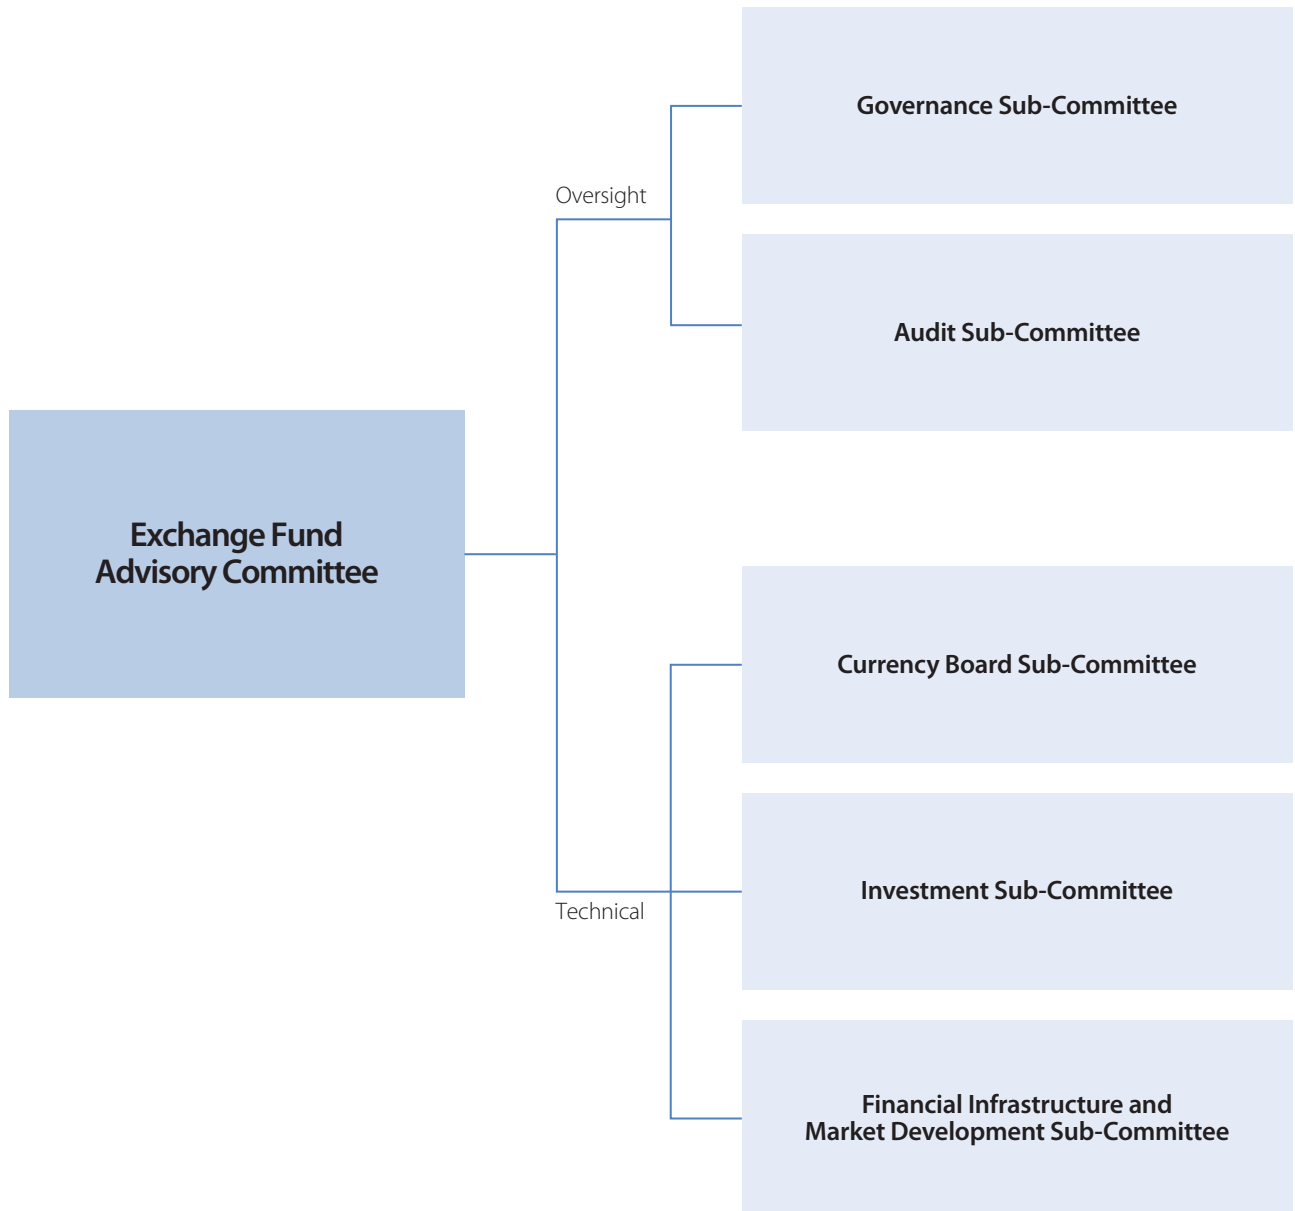 Governance Sub-Committee
Oversight
Audit Sub-Committee
Exchange Fund
Advisory Committee
Currency Board Sub-Committee
Investment Sub-Committee
Technical
Financial Infrastructure and
Market Development Sub-Committee